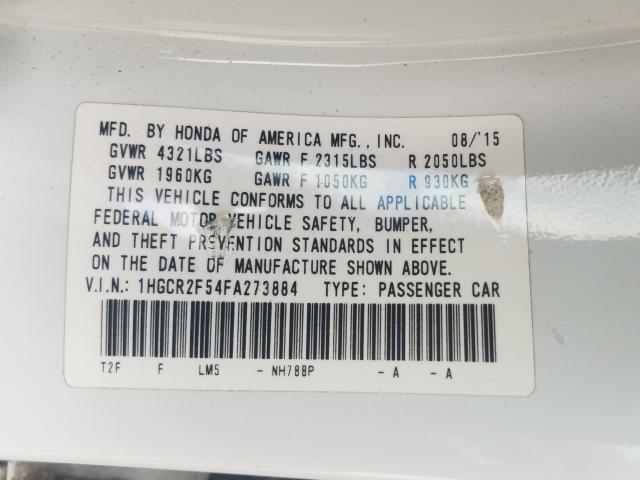 MFD. BY HONDA OF AMERICA MFG., INC. 08/'15
GVWR 4321LBS GAWR F 2315LBS R 2050LBS
GVWR 1960KG GAWR F 1050KG R 930KG
THIS VEHICLE CONFORMS TO ALL APPLICABLE
FEDERAL MOTOR VEHICLE SAFETY, BUMPER,
AND THEFT PREVENTION STANDARDS IN EFFECT
ON THE DATE OF MANUFACTURE SHOWN ABOVE.
V.I.N.: 1HGCR2F54FA273884 TYPE: PASSENGER CAR
T2F F LM5 - NH788P - A - A